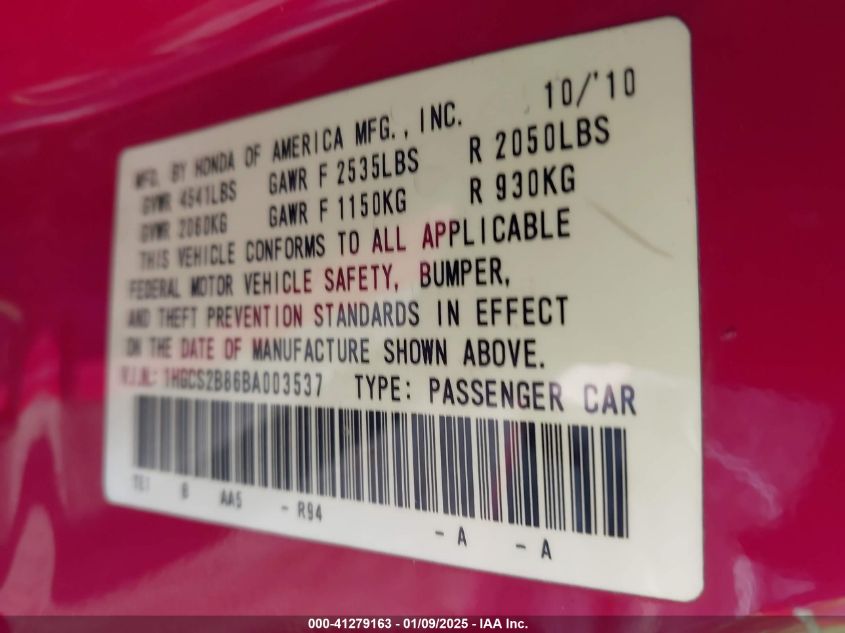 10/'10
MFD. BY HONDA OF AMERICA MFG., INC.
GVWR 4541LBS GAWR F 2535LBS R 2050LBS
GVWR 2060KG GAWR F 1150KG R 930KG
THIS VEHICLE CONFORMS TO ALL APPLICABLE
FEDERAL MOTOR VEHICLE SAFETY, BUMPER,
AND THEFT PREVENTION STANDARDS IN EFFECT
ON THE DATE OF MANUFACTURE SHOWN ABOVE.
V.I.N.: 1HGCS2B86BA003537 TYPE: PASSENGER CAR
TE1 B AA5 - R94 - A - A
000-41279163 - 01/09/2025 - IAA Inc.